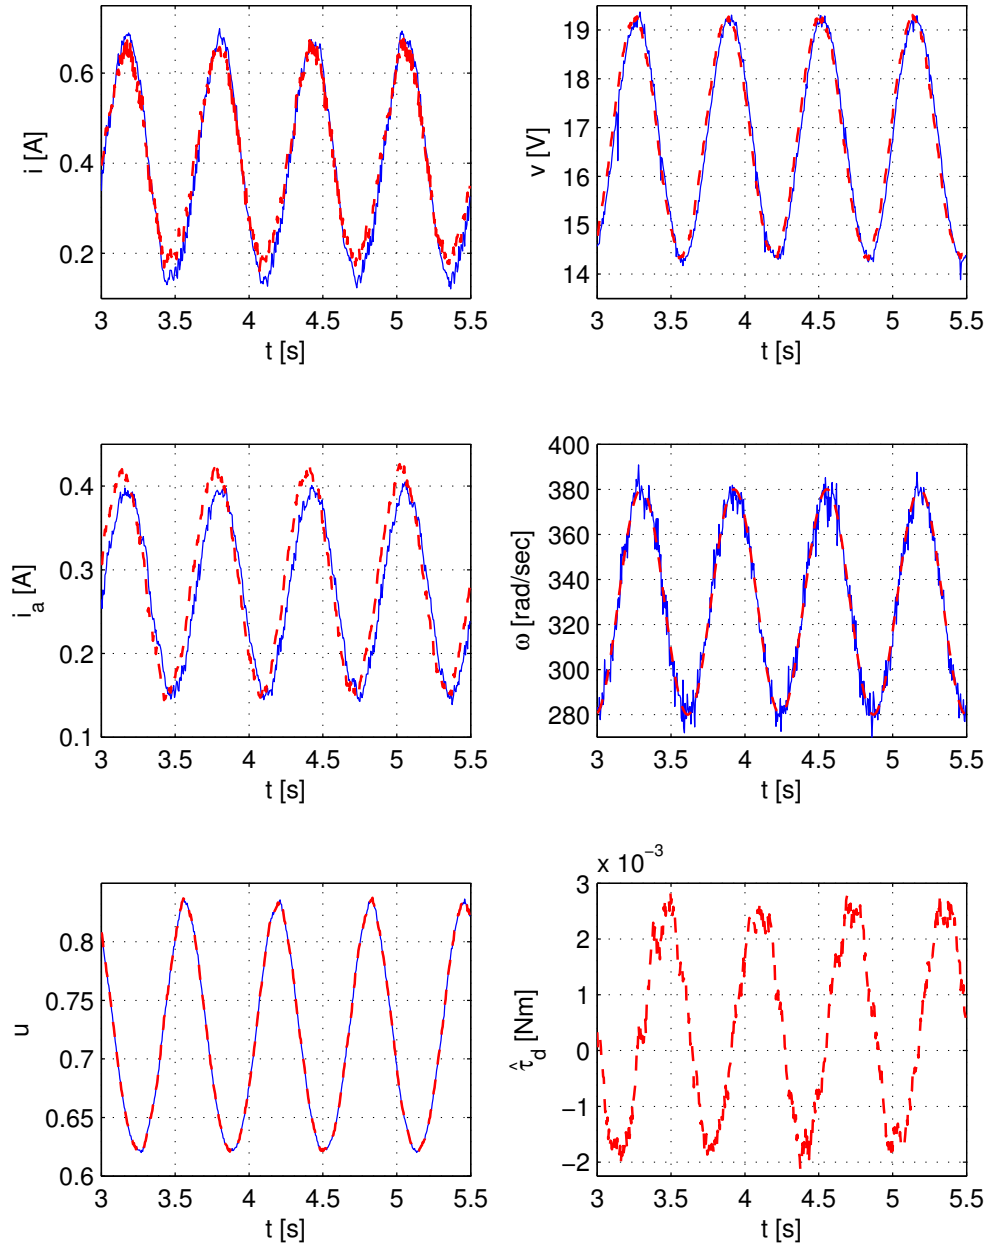 0.6
0.4
0.2
i [A]
3 3.5 4 4.5 5 5.5
t [s]
19
18
17
16
15
14
v [V]
3 3.5 4 4.5 5 5.5
t [s]
0.4
0.3
0.2
0.1
i_a [A]
3 3.5 4 4.5 5 5.5
t [s]
400
380
360
340
320
300
280
ω [rad/sec]
3 3.5 4 4.5 5 5.5
t [s]
0.8
0.75
0.7
0.65
0.6
u
3 3.5 4 4.5 5 5.5
t [s]
x 10⁻³
3
2
1
0
−1
−2
τ̂_d [Nm]
3 3.5 4 4.5 5 5.5
t [s]